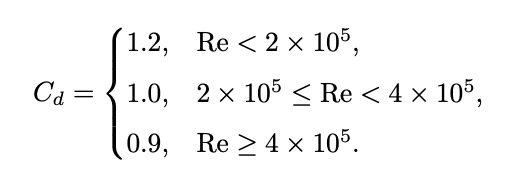 C_d = { 1.2, Re < 2 × 10^5,
1.0, 2 × 10^5 ≤ Re < 4 × 10^5,
0.9, Re ≥ 4 × 10^5.